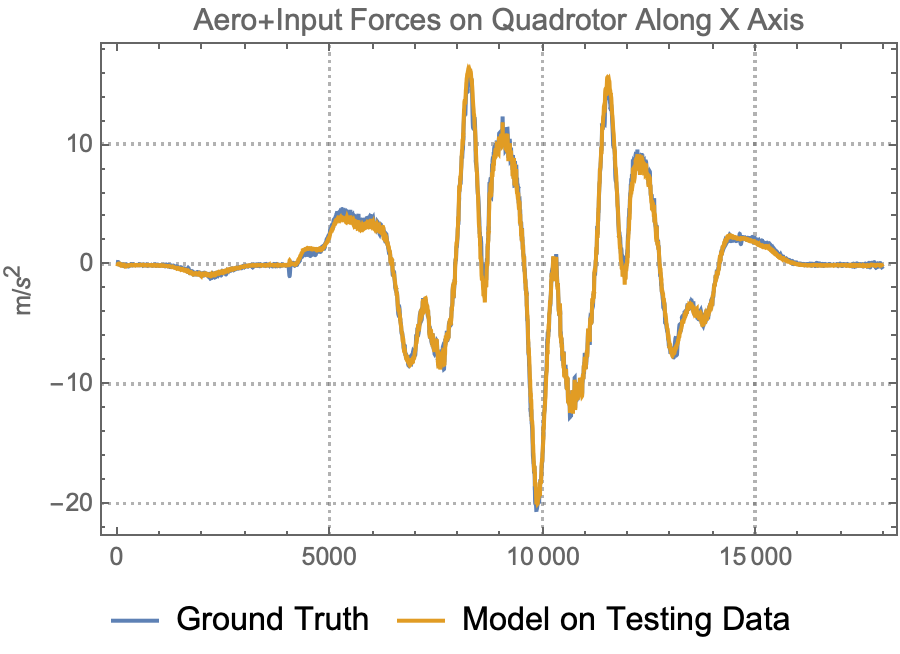 Aero+Input Forces on Quadrotor Along X Axis
10
0
m/s²
−10
−20
0 5000 10 000 15 000
Ground Truth Model on Testing Data